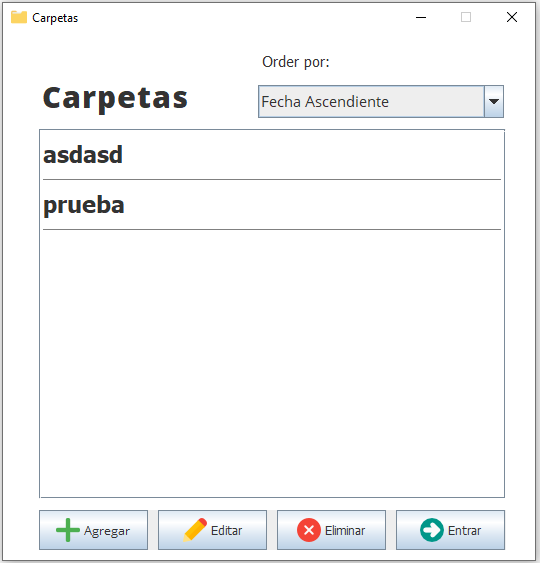 Carpetas
Order por:
Carpetas
Fecha Ascendiente
asdasd
prueba
Agregar
Editar
Eliminar
Entrar